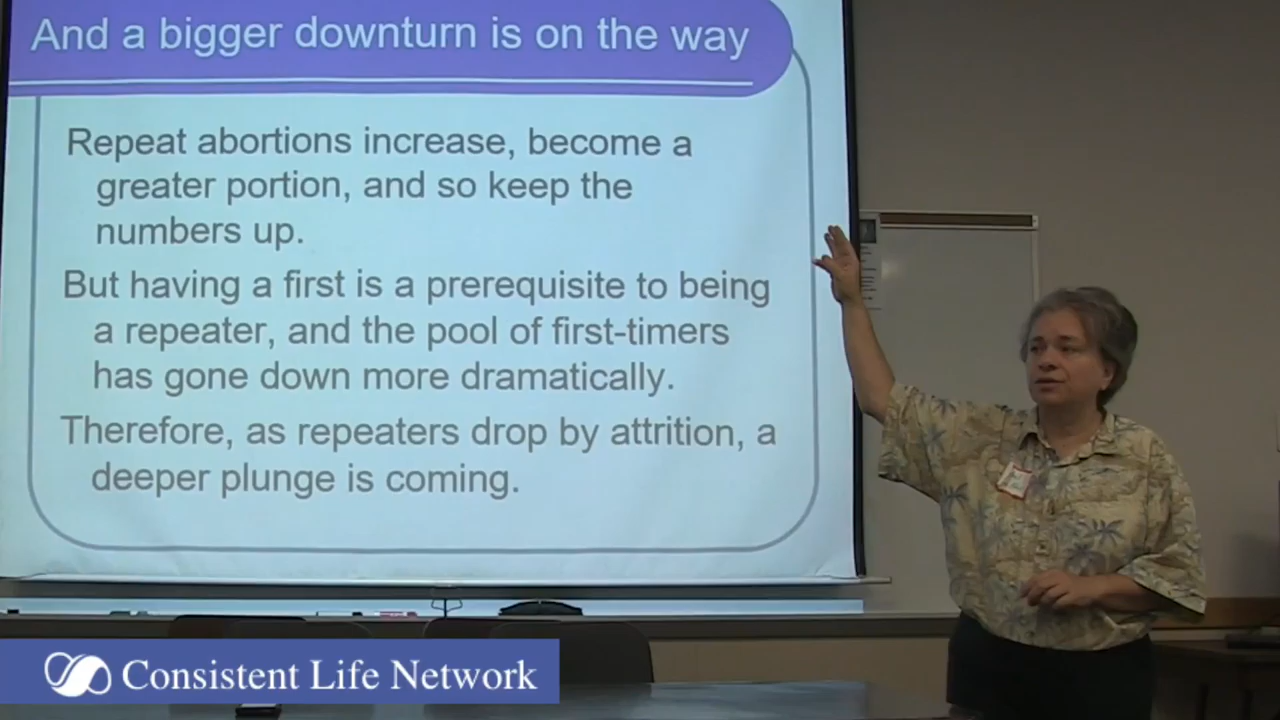 And a bigger downturn is on the way
Repeat abortions increase, become a
greater portion, and so keep the
numbers up.
But having a first is a prerequisite to being
a repeater, and the pool of first-timers
has gone down more dramatically.
Therefore, as repeaters drop by attrition, a
deeper plunge is coming.
Consistent Life Network